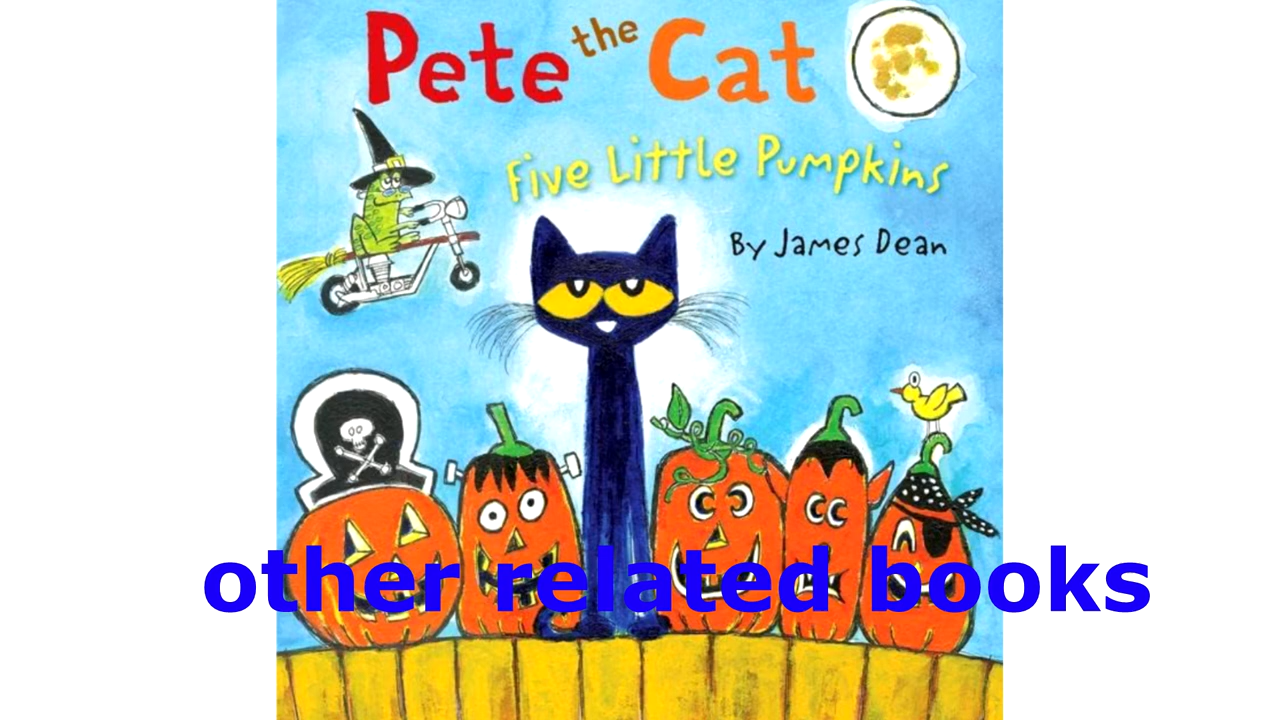 Pete the Cat
Five Little Pumpkins
By James Dean
other related books